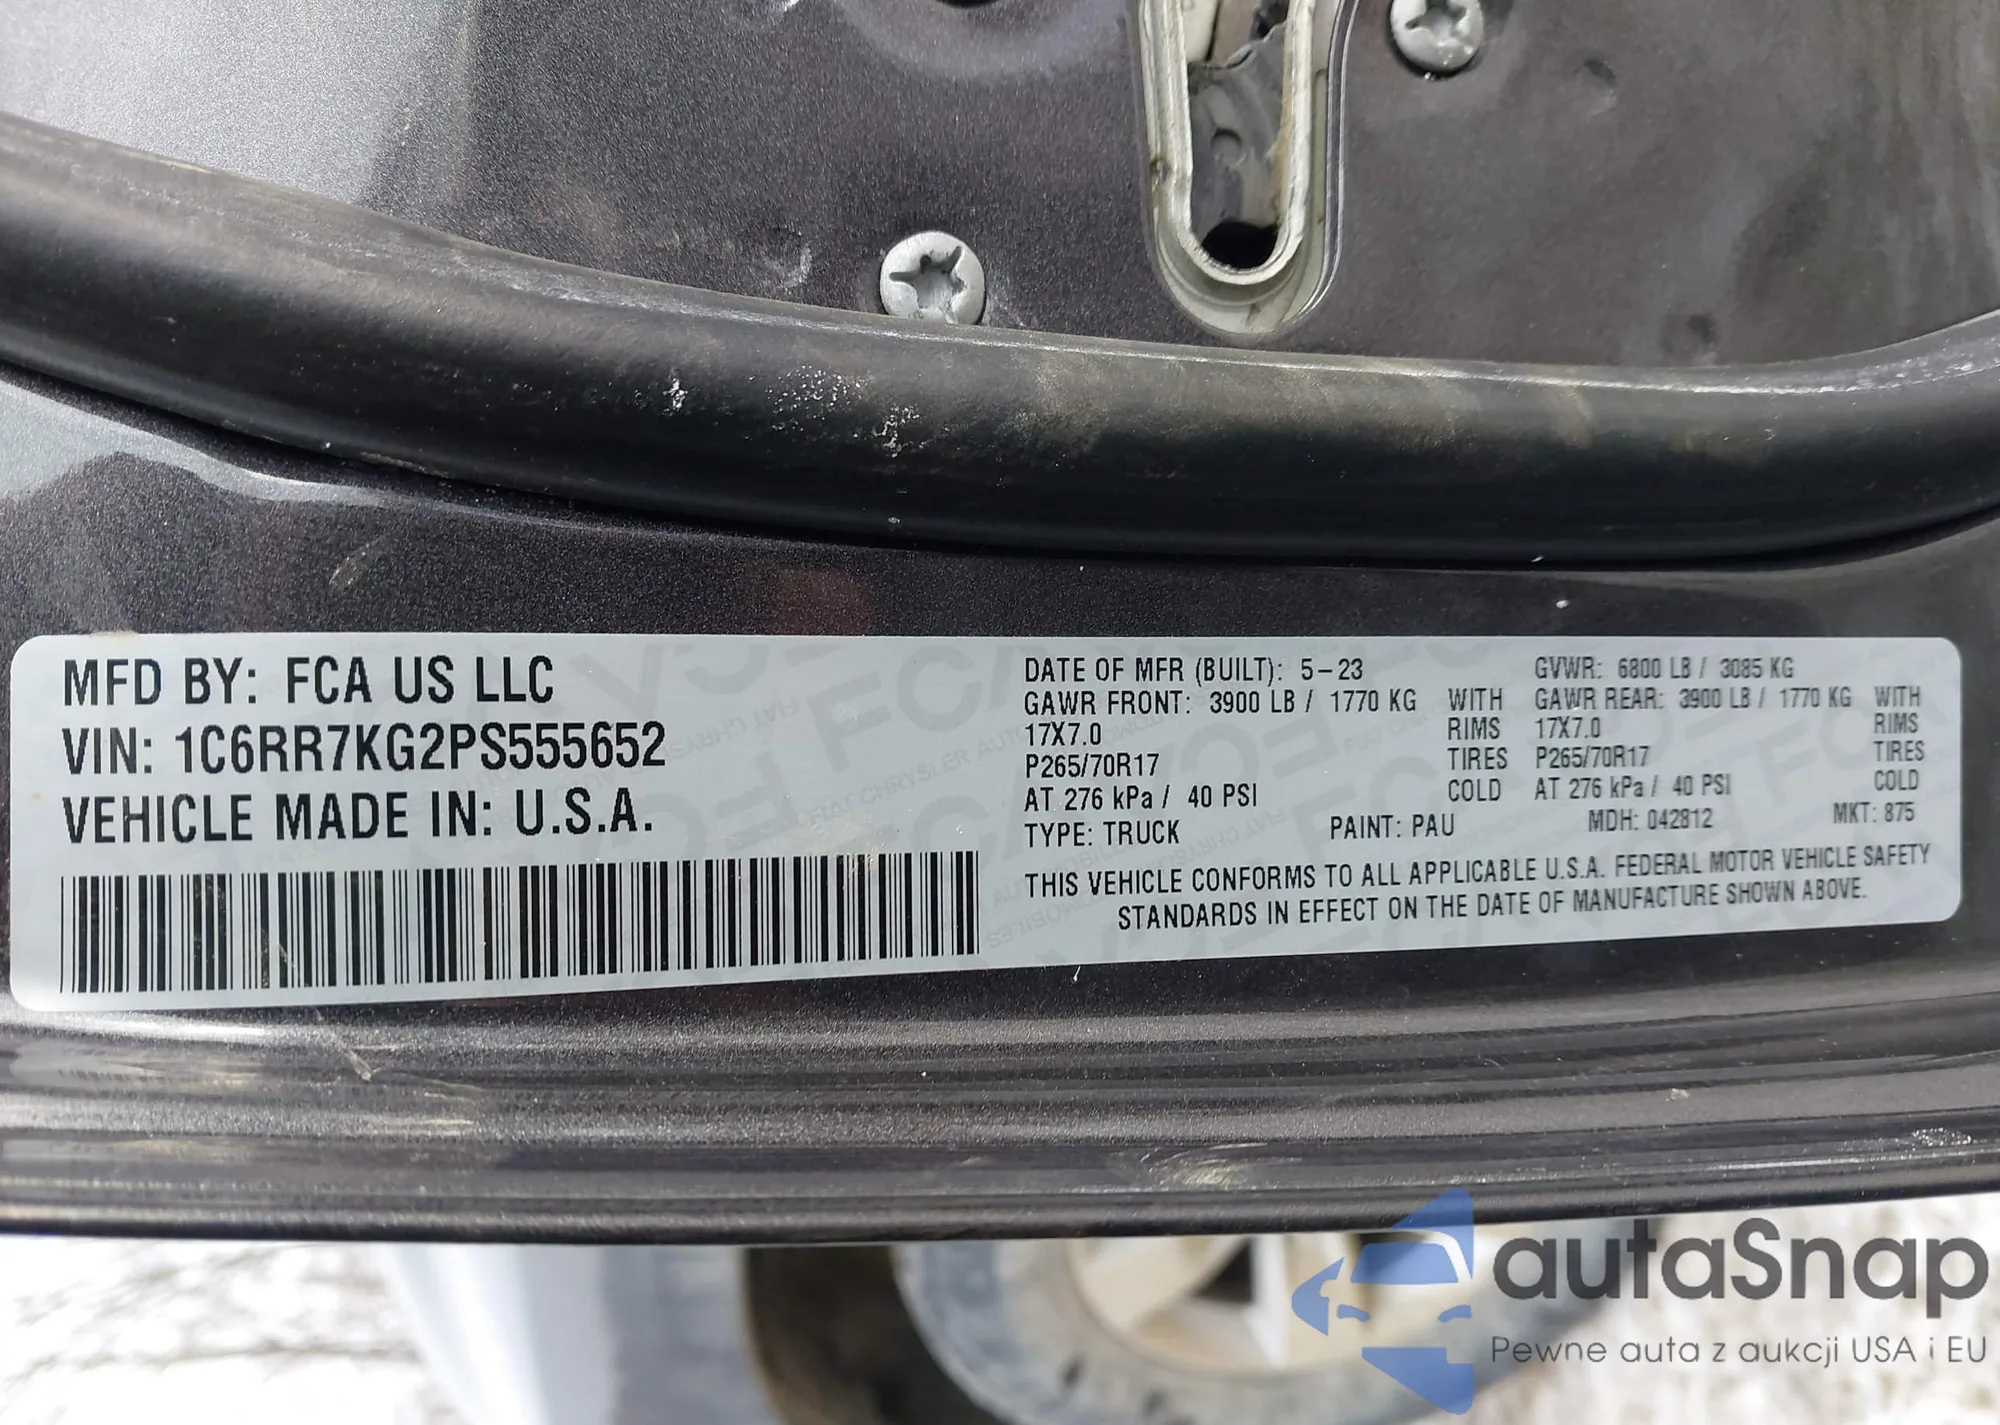 MFD BY: FCA US LLC
VIN: 1C6RR7KG2PS555652
VEHICLE MADE IN: U.S.A.
DATE OF MFR (BUILT): 5-23 GVWR: 6800 LB / 3085 KG
GAWR FRONT: 3900 LB / 1770 KG WITH GAWR REAR: 3900 LB / 1770 KG WITH
17X7.0 RIMS 17X7.0 RIMS
P265/70R17 TIRES P265/70R17 TIRES
AT 276 kPa / 40 PSI COLD AT 276 kPa / 40 PSI COLD
TYPE: TRUCK PAINT: PAU MDH: 042812 MKT: 875
THIS VEHICLE CONFORMS TO ALL APPLICABLE U.S.A. FEDERAL MOTOR VEHICLE SAFETY
STANDARDS IN EFFECT ON THE DATE OF MANUFACTURE SHOWN ABOVE.
autaSnap
Pewne auta z aukcji USA i EU